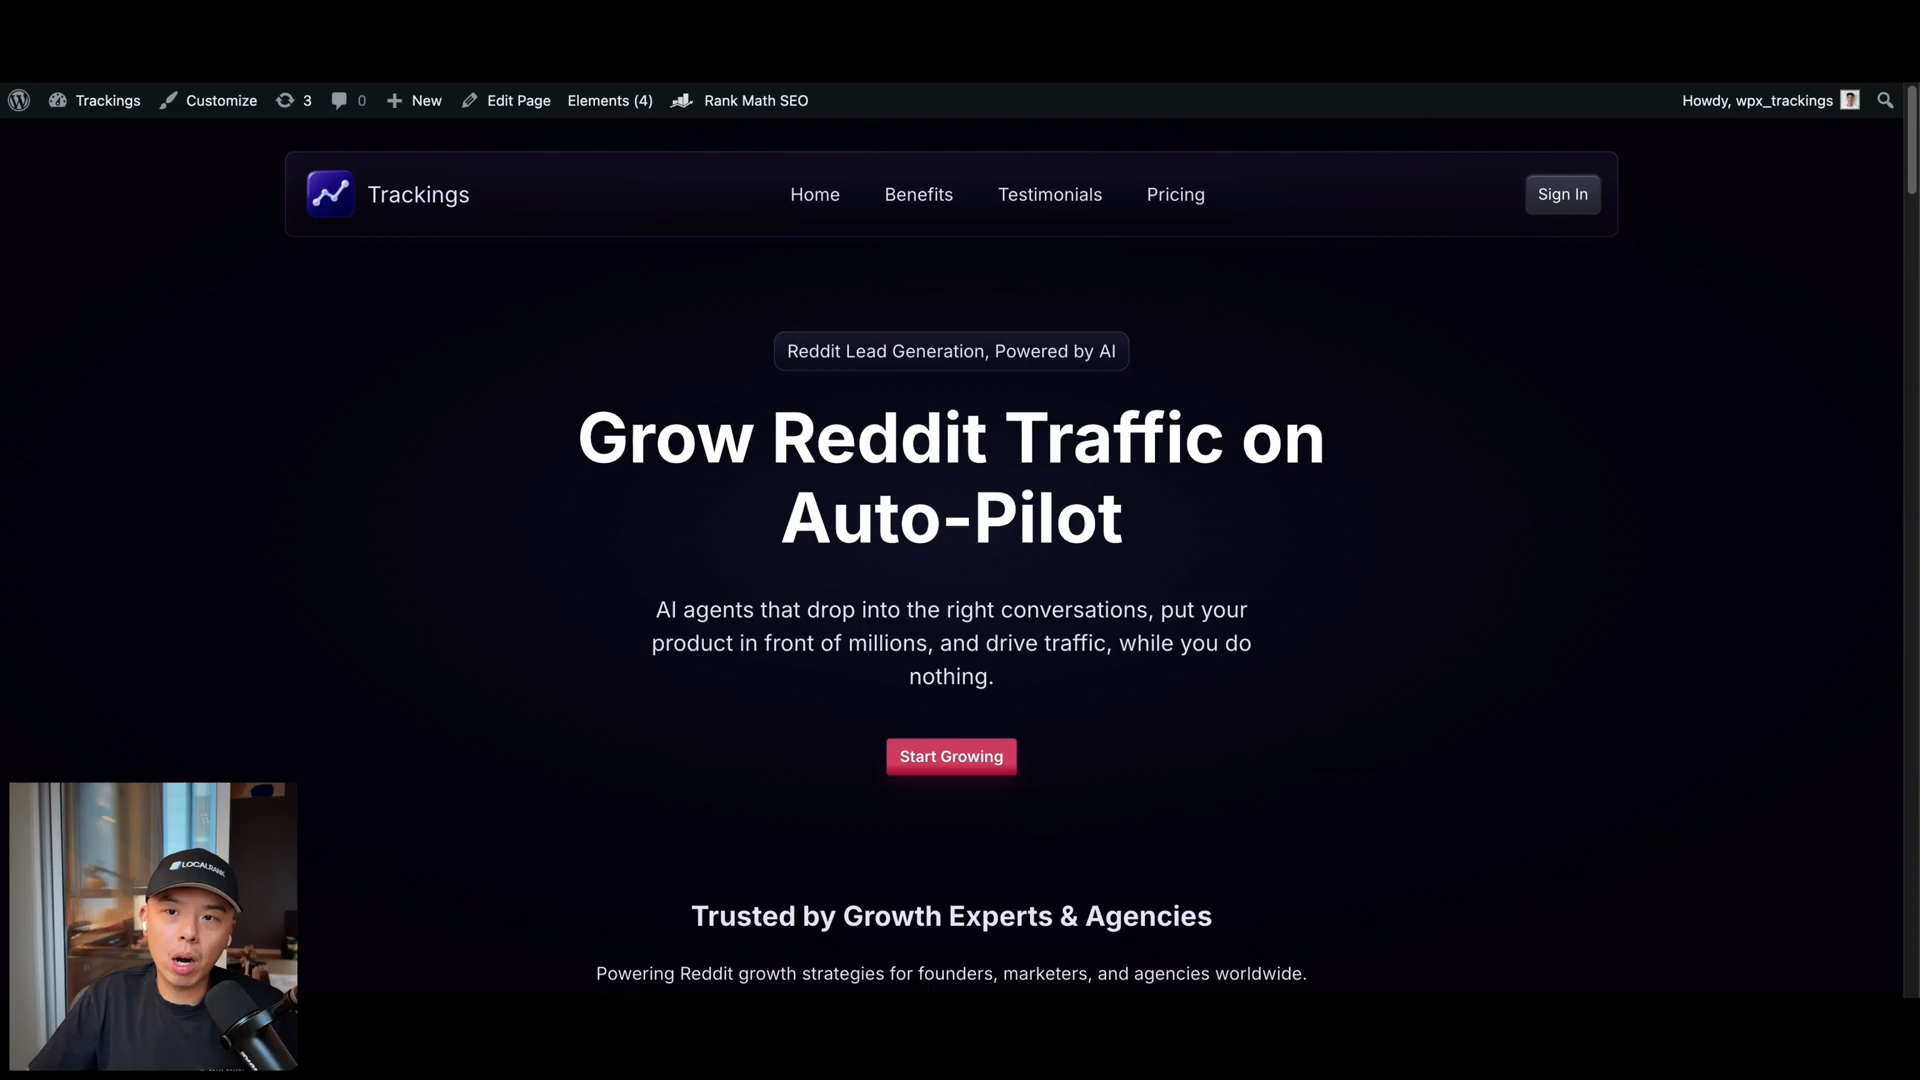 Trackings
Customize
3
0
New
Edit Page
Elements (4)
Rank Math SEO
Howdy, wpx_trackings
Trackings
Home
Benefits
Testimonials
Pricing
Sign In
Reddit Lead Generation, Powered by AI
Grow Reddit Traffic on
Auto-Pilot
AI agents that drop into the right conversations, put your
product in front of millions, and drive traffic, while you do
nothing.
Start Growing
Trusted by Growth Experts & Agencies
Powering Reddit growth strategies for founders, marketers, and agencies worldwide.
LOCALRANK